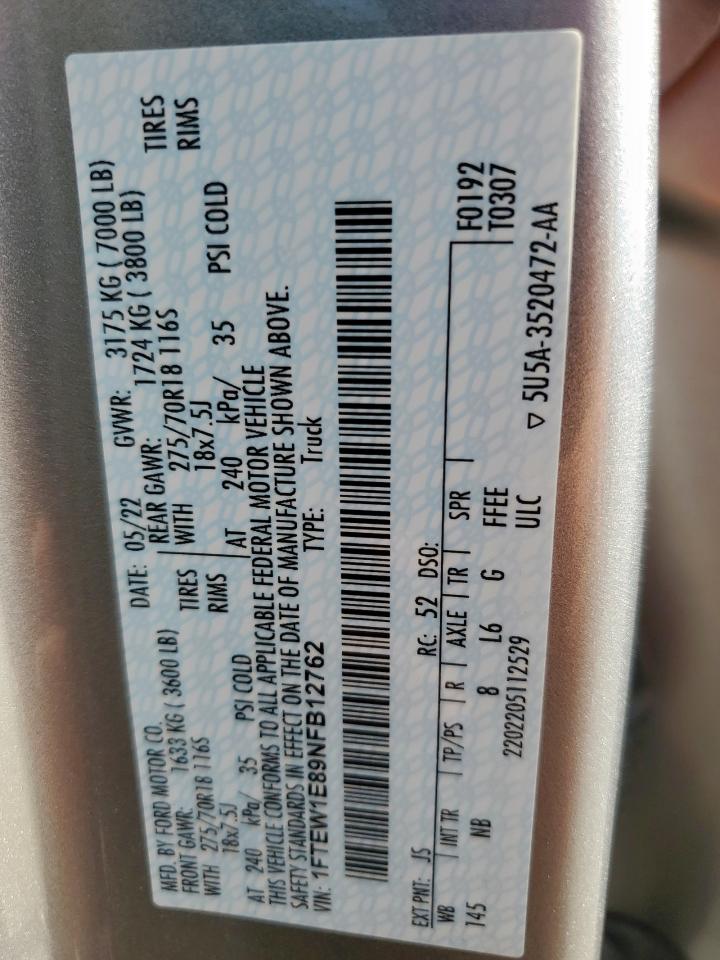 MFD. BY FORD MOTOR CO.
DATE: 05/22 GVWR: 3175 KG ( 7000 LB)
FRONT GAWR: 1633 KG ( 3600 LB) REAR GAWR: 1724 KG ( 3800 LB)
WITH 275/70R18 116S TIRES WITH 275/70R18 116S TIRES
18x7.5J RIMS 18x7.5J RIMS
AT 240 kPa/ 35 PSI COLD AT 240 kPa/ 35 PSI COLD
THIS VEHICLE CONFORMS TO ALL APPLICABLE FEDERAL MOTOR VEHICLE
SAFETY STANDARDS IN EFFECT ON THE DATE OF MANUFACTURE SHOWN ABOVE.
VIN: 1FTEW1E89NFB12762 TYPE: Truck
EXT PNT: JS RC: 52 DSO: F0192
WB INT TR TP/PS R AXLE TR SPR T0307
145 NB 8 L6 G FFEE
2202205112529 ULC
▽ 5U5A-3520472-AA